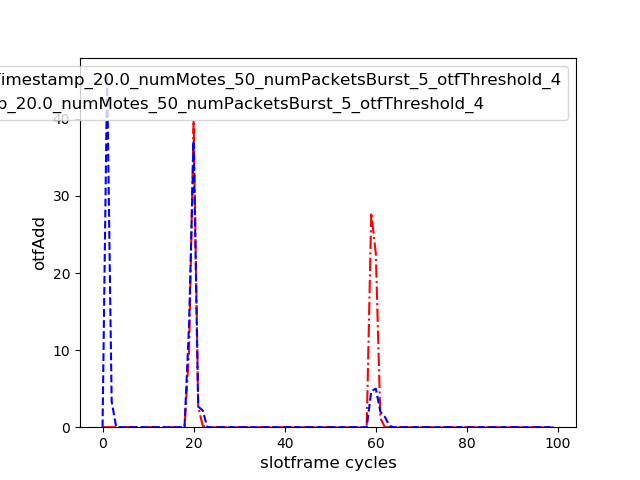 imestamp_20.0_numMotes_50_numPacketsBurst_5_otfThreshold_4
p_20.0_numMotes_50_numPacketsBurst_5_otfThreshold_4
40
30
20
10
0
otfAdd
0 20 40 60 80 100
slotframe cycles